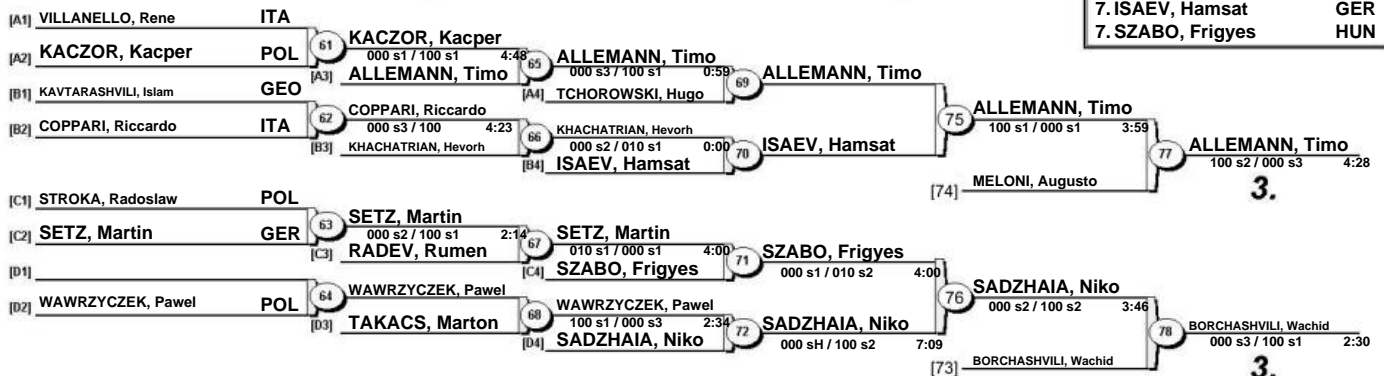 7. ISAEV, Hamsat GER
7. SZABO, Frigyes HUN
[A1] VILLANELLO, Rene ITA
[A2] KACZOR, Kacper POL
61
KACZOR, Kacper
000 s1 / 100 s1 4:48
[A3] ALLEMANN, Timo
65
ALLEMANN, Timo
000 s3 / 100 s1 0:59
[A4] TCHOROWSKI, Hugo
69
ALLEMANN, Timo
[B1] KAVTARASHVILI, Islam GEO
[B2] COPPARI, Riccardo ITA
62
COPPARI, Riccardo
000 s3 / 100 4:23
[B3] KHACHATRIAN, Hevorh
66
KHACHATRIAN, Hevorh
000 s2 / 010 s1 0:00
[B4] ISAEV, Hamsat
70
ISAEV, Hamsat
75
ALLEMANN, Timo
100 s1 / 000 s1 3:59
[74] MELONI, Augusto
77
ALLEMANN, Timo
100 s2 / 000 s3 4:28
3.
[C1] STROKA, Radoslaw POL
[C2] SETZ, Martin GER
63
SETZ, Martin
000 s2 / 100 s1 2:14
[C3] RADEV, Rumen
67
SETZ, Martin
010 s1 / 000 s1 4:00
[C4] SZABO, Frigyes
71
SZABO, Frigyes
000 s1 / 010 s2 4:00
[D1]
[D2] WAWRZYCZEK, Pawel POL
64
WAWRZYCZEK, Pawel
[D3] TAKACS, Marton
68
WAWRZYCZEK, Pawel
100 s1 / 000 s3 2:34
[D4] SADZHAIA, Niko
72
SADZHAIA, Niko
000 sH / 100 s2 7:09
76
SADZHAIA, Niko
000 s2 / 100 s2 3:46
[73] BORCHASHVILI, Wachid
78
BORCHASHVILI, Wachid
000 s3 / 100 s1 2:30
3.